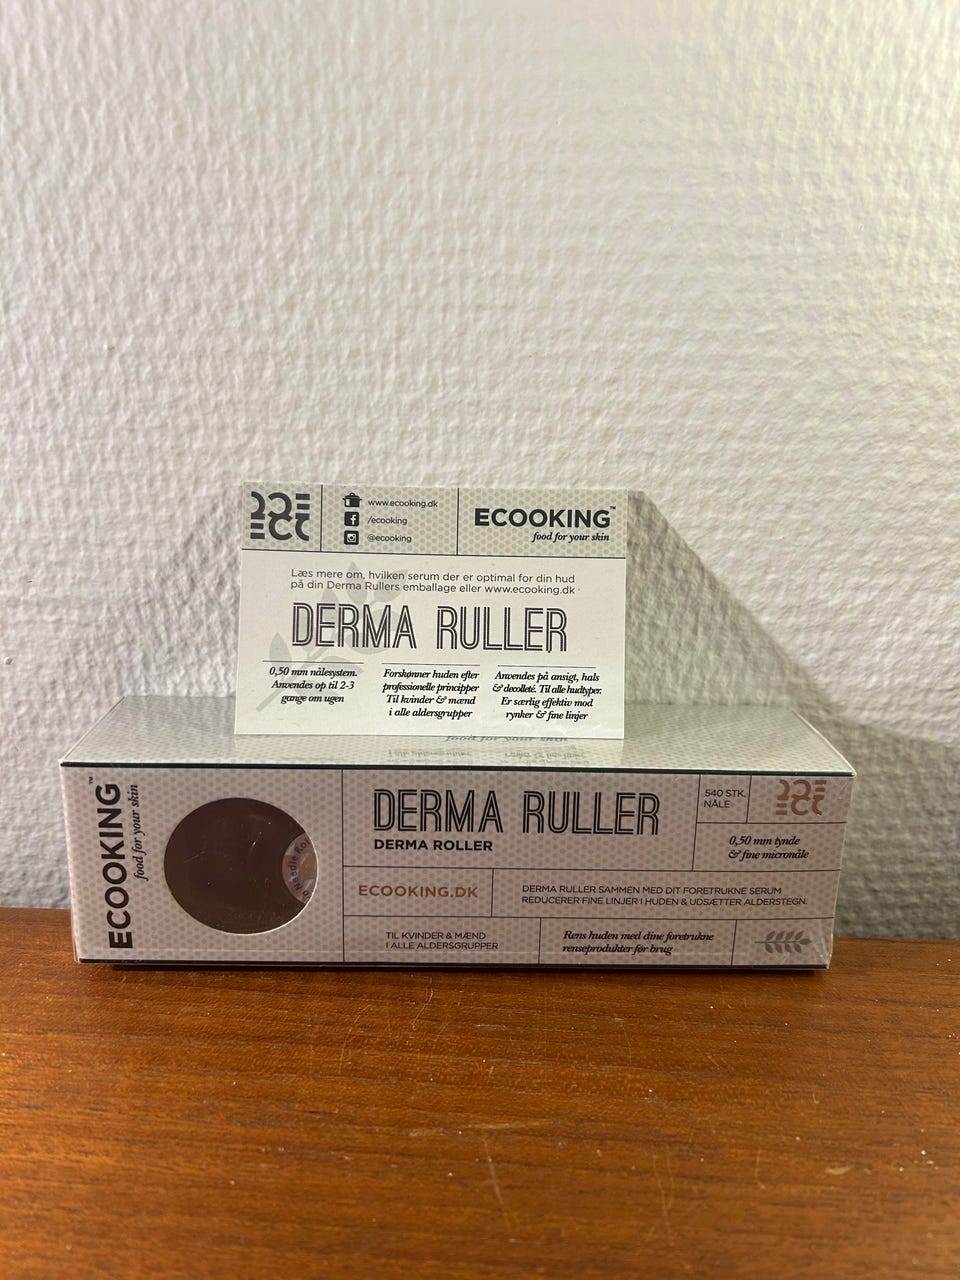 www.ecooking.dk
/ecooking
@ecooking
ECOOKING™
food for your skin
Læs mere om, hvilken serum der er optimal for din hud
på din Derma Rullers emballage eller www.ecooking.dk
DERMA RULLER
0,50 mm nålesystem.
Anvendes op til 2-3
gange om ugen
Forskønner huden efter
professionelle principper
Til kvinder & mænd
i alle aldersgrupper
Anvendes på ansigt, hals
& decolleté. Til alle hudtyper.
Er særlig effektiv mod
rynker & fine linjer
food for your skin
ECOOKING™
food for your skin
Needle
DERMA RULLER
DERMA ROLLER
540 STK.
NÅLE
0,50 mm tynde
& fine micronåle
ECOOKING.DK
DERMA RULLER SAMMEN MED DIT FORETRUKNE SERUM
REDUCERER FINE LINJER I HUDEN & UDSÆTTER ALDERSTEGN.
TIL KVINDER & MÆND
I ALLE ALDERSGRUPPER
Rens huden med dine foretrukne
renseprodukter før brug